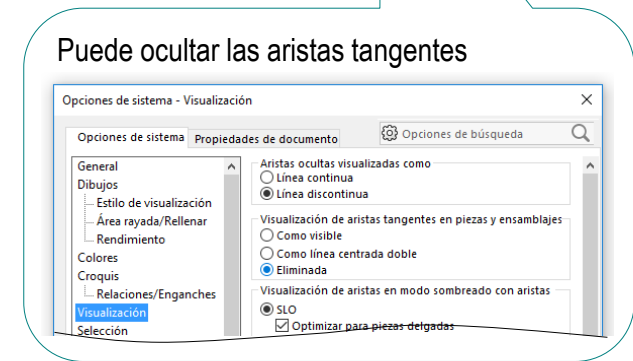 Puede ocultar las aristas tangentes
Opciones de sistema - Visualización
Opciones de sistema
Propiedades de documento
Opciones de búsqueda
General
Dibujos
Estilo de visualización
Área rayada/Rellenar
Rendimiento
Colores
Croquis
Relaciones/Enganches
Visualización
Selección
Aristas ocultas visualizadas como
Línea continua
Línea discontinua
Visualización de aristas tangentes en piezas y ensamblajes
Como visible
Como línea centrada doble
Eliminada
Visualización de aristas en modo sombreado con aristas
SLO
Optimizar para piezas delgadas